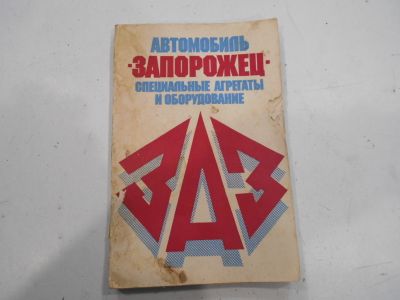 АВТОМОБИЛЬ
·ЗАПОРОЖЕЦ·
СПЕЦИАЛЬНЫЕ АГРЕГАТЫ
И ОБОРУДОВАНИЕ
ЗАЗ